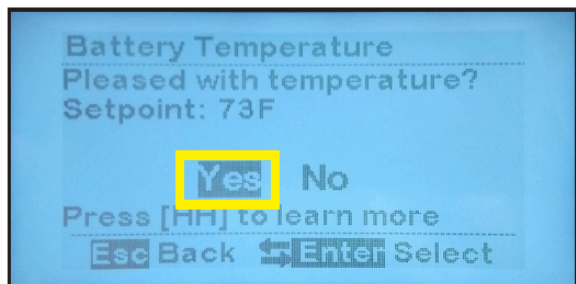 Battery Temperature
Pleased with temperature?
Setpoint: 73F
Yes No
Press [HH] to learn more
Esc Back Enter Select